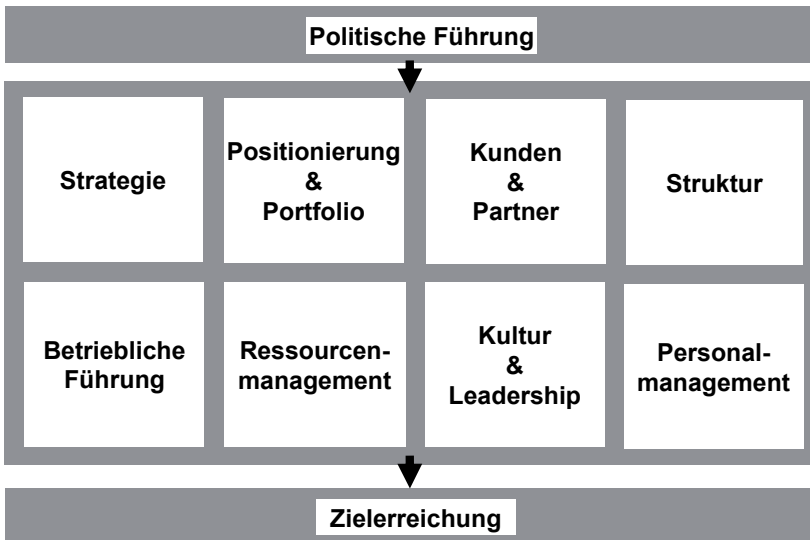 Politische Führung
Strategie
Positionierung
&
Portfolio
Kunden
&
Partner
Struktur
Betriebliche
Führung
Ressourcen-
management
Kultur
&
Leadership
Personal-
management
Zielerreichung